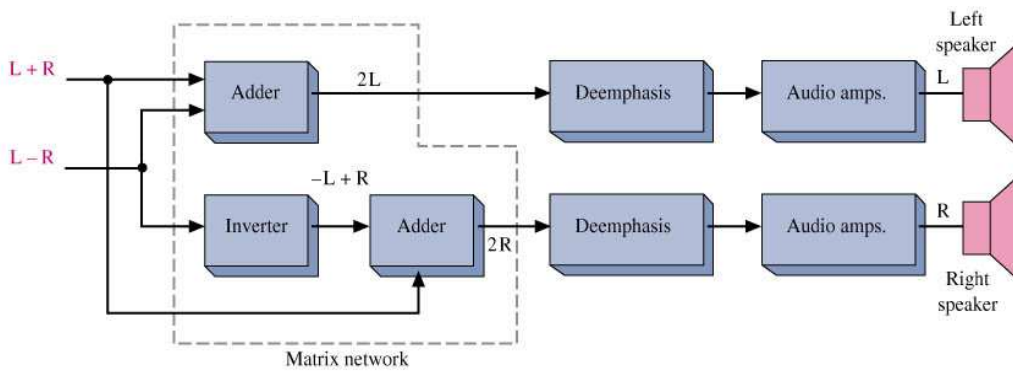 Left
speaker
L + R
Adder
2L
Deemphasis
Audio amps.
L
L – R
–L + R
Inverter
Adder
2R
Deemphasis
Audio amps.
R
Right
speaker
Matrix network